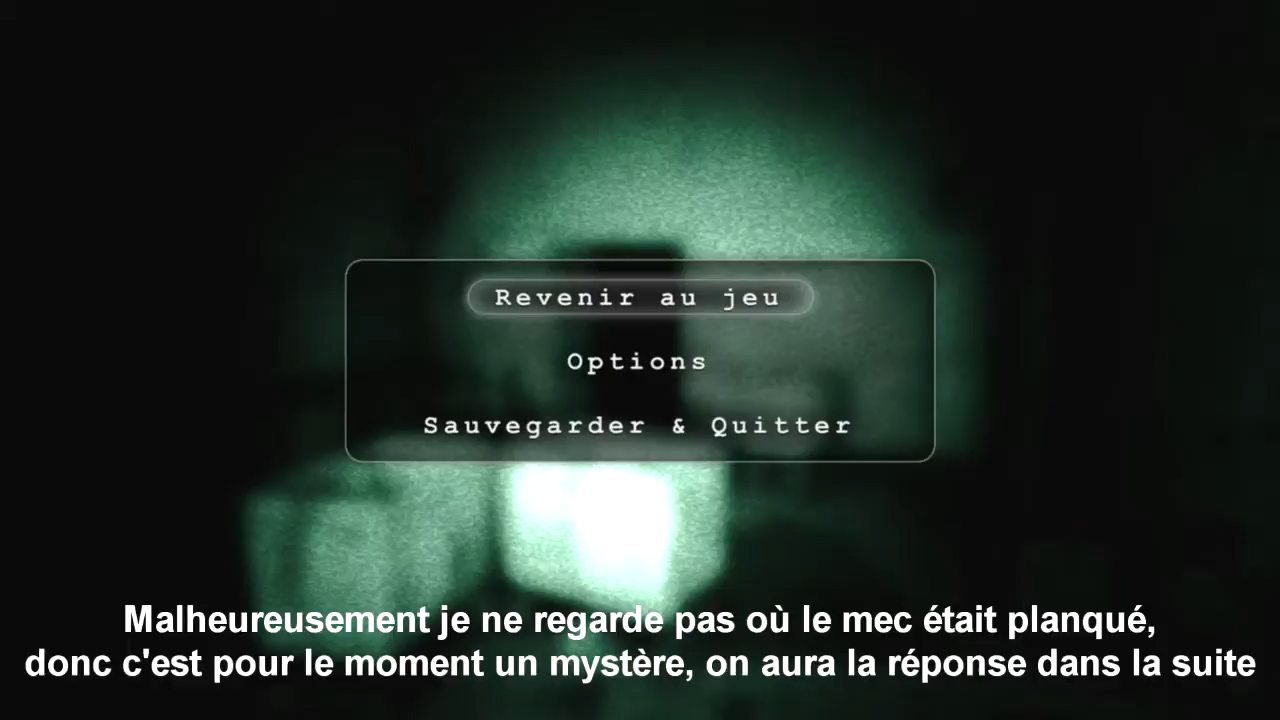 Revenir au jeu
Options
Sauvegarder & Quitter
Malheureusement je ne regarde pas où le mec était planqué,
donc c'est pour le moment un mystère, on aura la réponse dans la suite